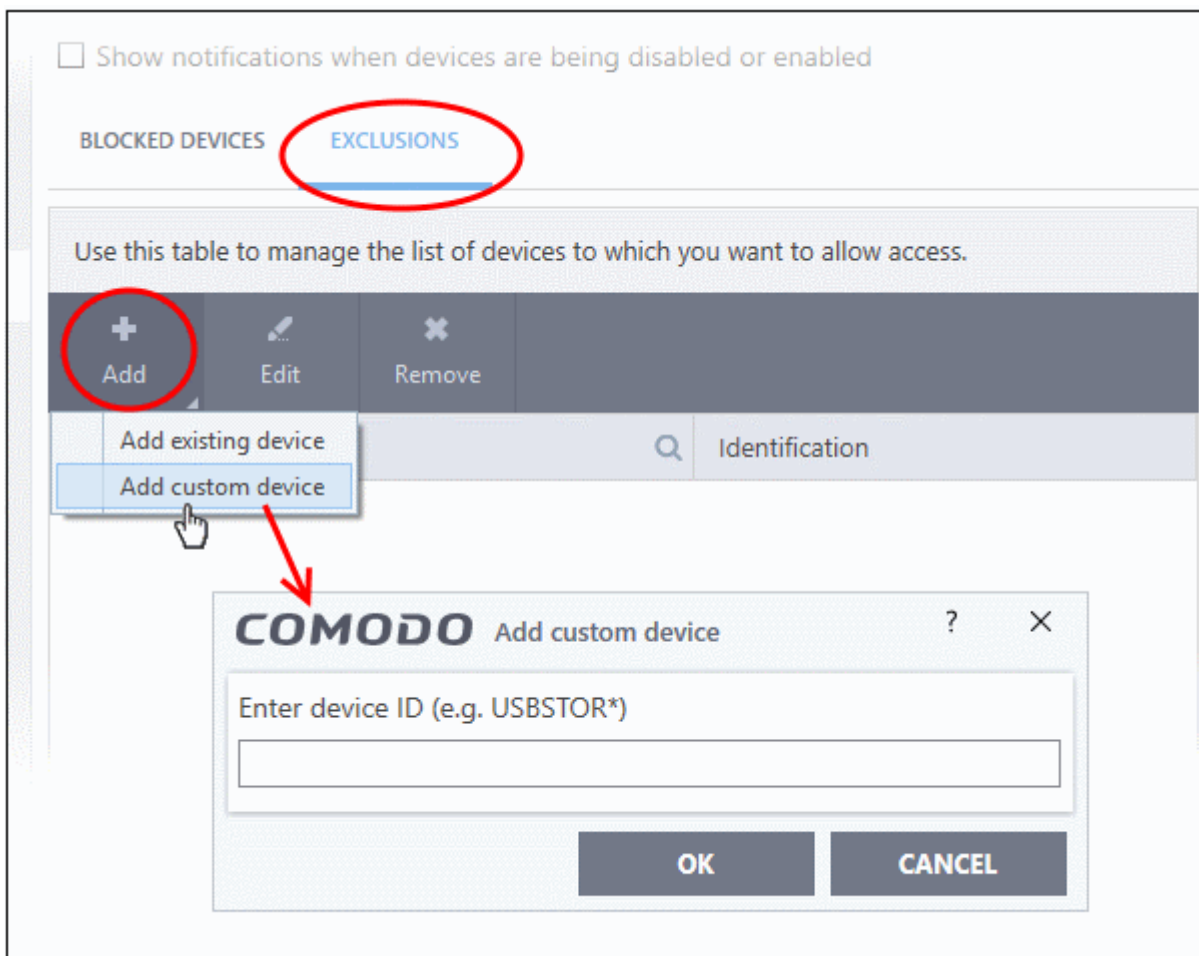 Show notifications when devices are being disabled or enabled
BLOCKED DEVICES EXCLUSIONS
Use this table to manage the list of devices to which you want to allow access.
Add Edit Remove
Add existing device
Identification
Add custom device
COMODO Add custom device ?
Enter device ID (e.g. USBSTOR*)
OK CANCEL